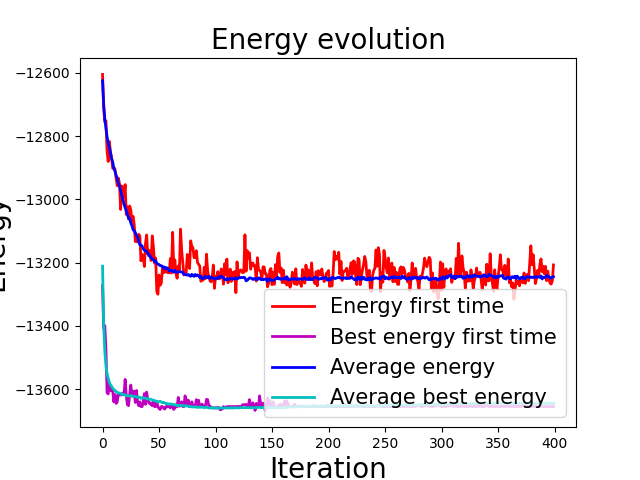 Energy evolution
Energy
−12600
−12800
−13000
−13200
−13400
−13600
0
50
100
150
200
250
300
350
400
Iteration
Energy first time
Best energy first time
Average energy
Average best energy